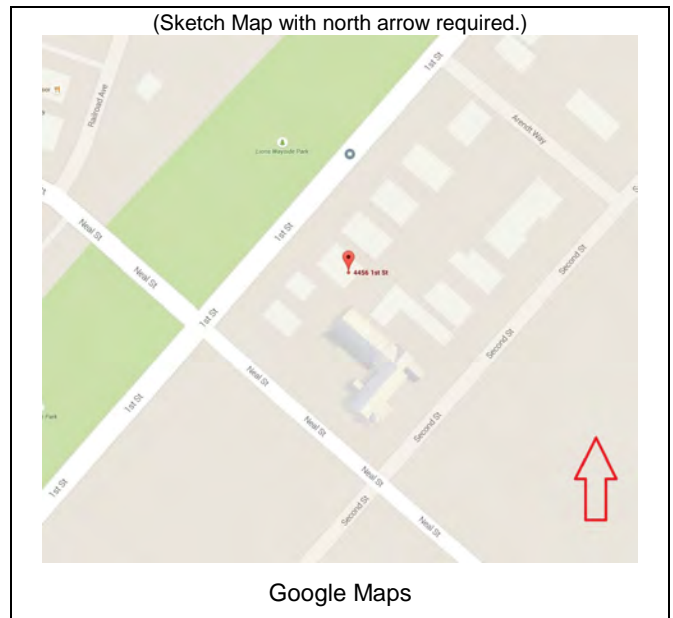 (Sketch Map with north arrow required.)
1st St
Railroad Ave
Arendt Way
Lions Wayside Park
1st St
Neal St
Neal St
4456 1st St
Second St
1st St
Neal St
Second St
1st St
Park
Neal St
Second St
1st St
Neal St
Second St
Neal St
Google Maps